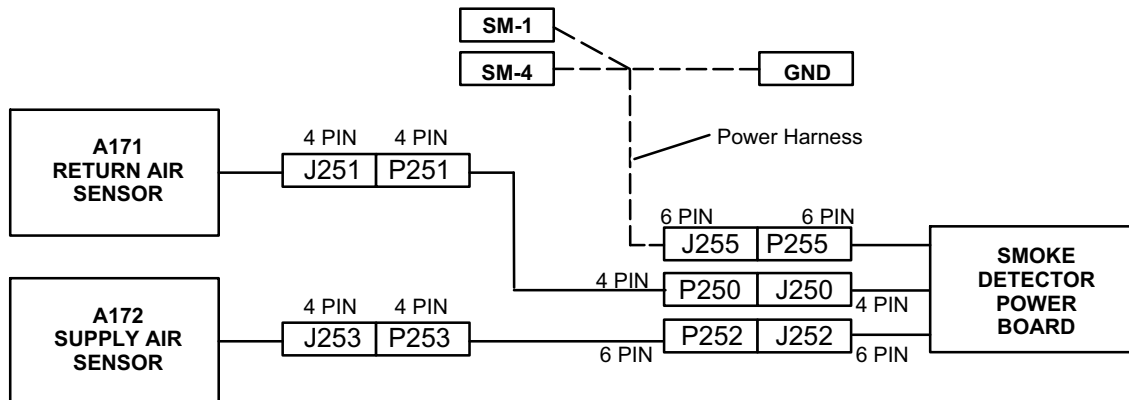 SM-1
SM-4
GND
Power Harness
A171
RETURN AIR
SENSOR
4 PIN
4 PIN
J251
P251
6 PIN
6 PIN
J255
P255
4 PIN
P250
J250
4 PIN
SMOKE
DETECTOR
POWER
BOARD
A172
SUPPLY AIR
SENSOR
4 PIN
4 PIN
J253
P253
6 PIN
P252
J252
6 PIN